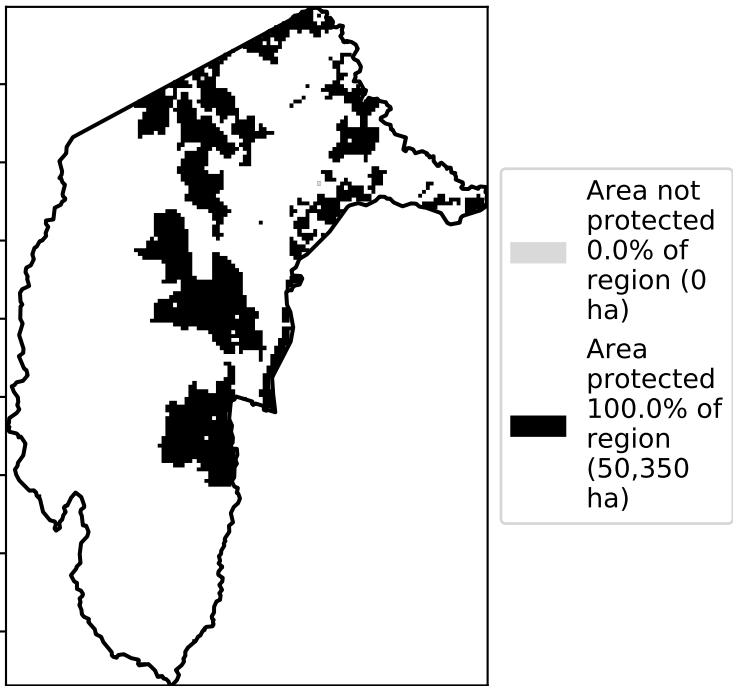 Area not
protected
0.0% of
region (0
ha)
Area
protected
100.0% of
region
(50,350
ha)